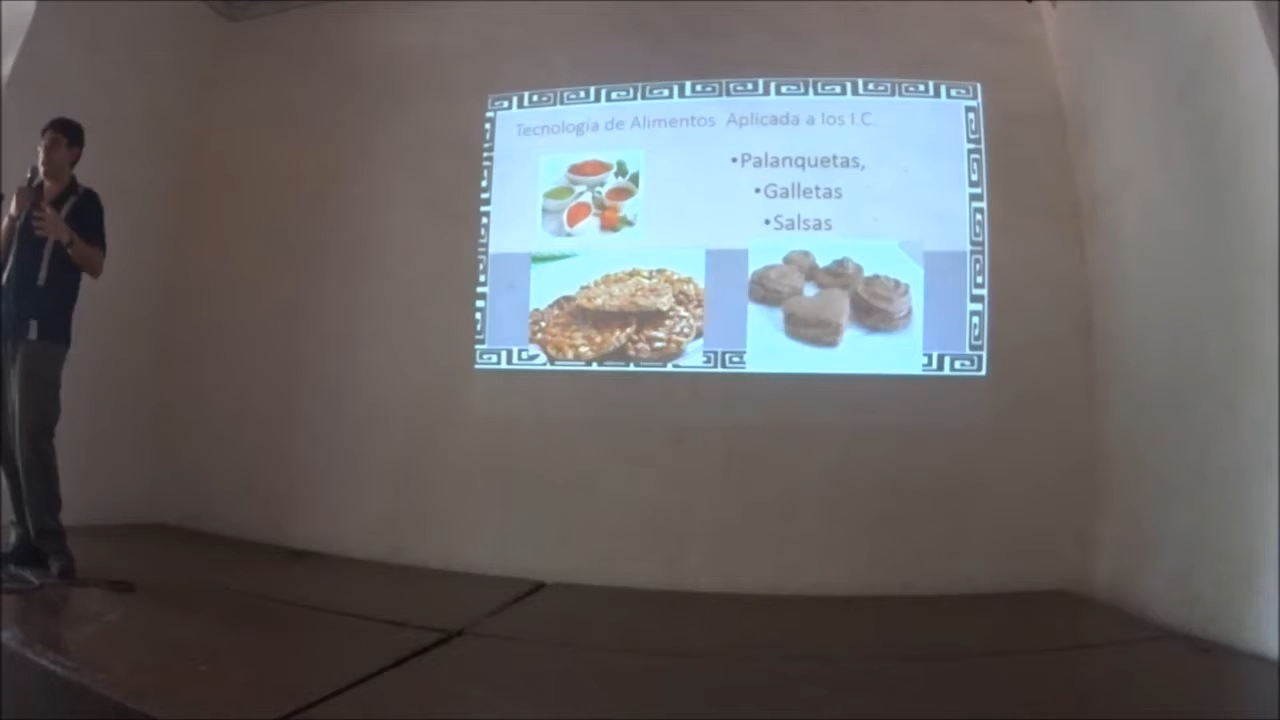 Tecnología de Alimentos Aplicada a los I.C.
•Palanquetas,
•Galletas
•Salsas